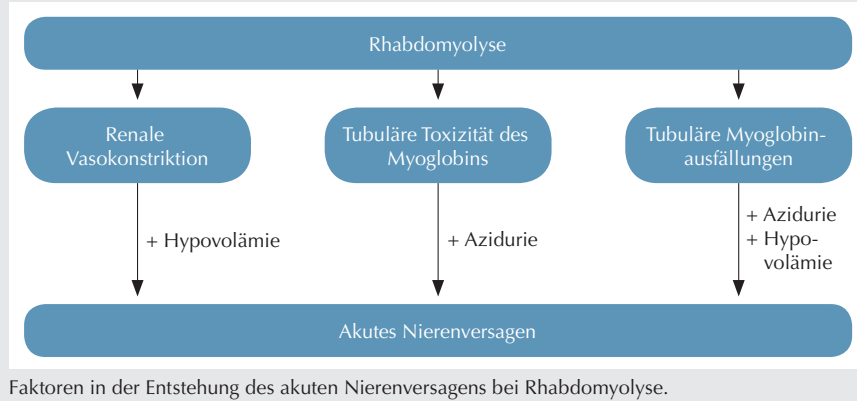 Rhabdomyolyse
Renale
Vasokonstriktion
Tubuläre Toxizität des
Myoglobins
Tubuläre Myoglobin-
ausfällungen
+ Hypovolämie
+ Azidurie
+ Azidurie
+ Hypo-
volämie
Akutes Nierenversagen
Faktoren in der Entstehung des akuten Nierenversagens bei Rhabdomyolyse.